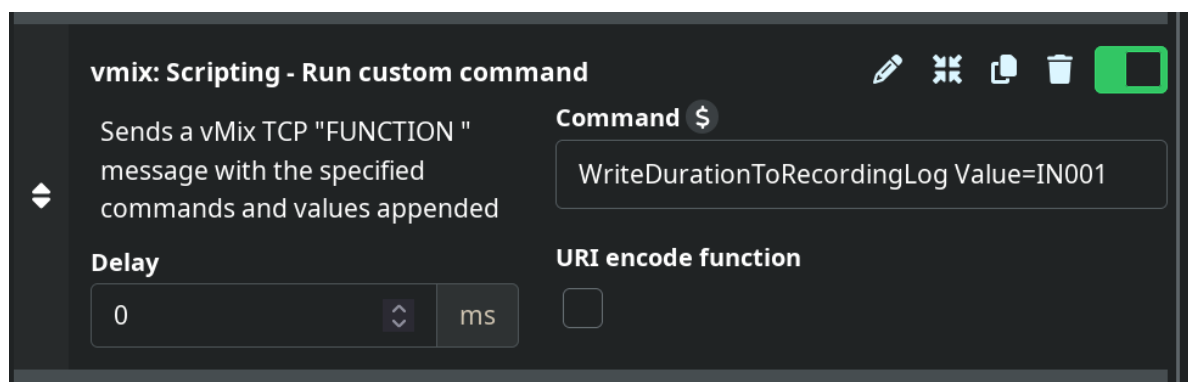 vmix: Scripting - Run custom command
Sends a vMix TCP "FUNCTION "
message with the specified
commands and values appended
Command $
WriteDurationToRecordingLog Value=IN001
Delay
0 ms
URI encode function